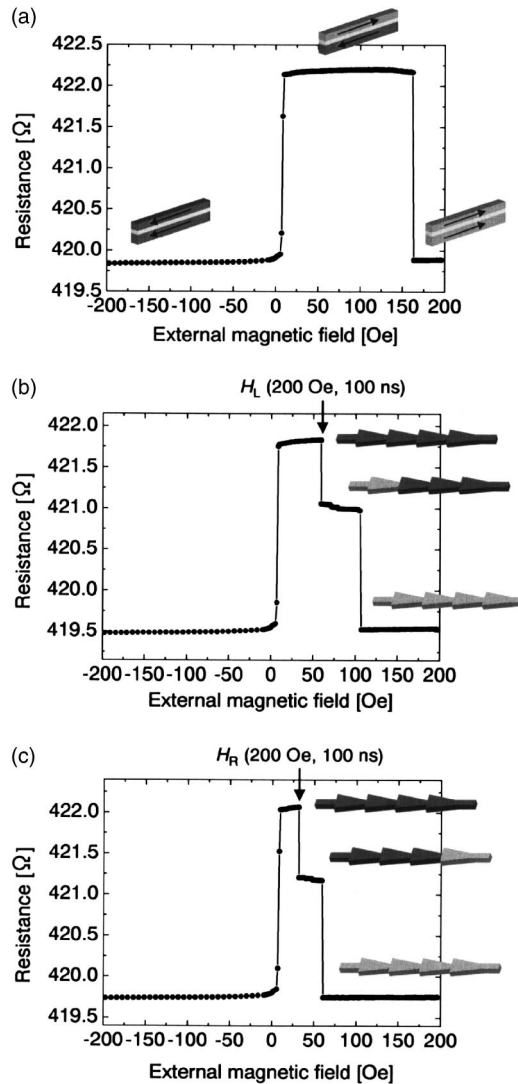 (a)
422.5
422.0
421.5
421.0
420.5
420.0
419.5
Resistance [Ω]
-200 -150 -100 -50 0 50 100 150 200
External magnetic field [Oe]
(b)
H_L (200 Oe, 100 ns)
422.0
421.5
421.0
420.5
420.0
419.5
Resistance [Ω]
-200 -150 -100 -50 0 50 100 150 200
External magnetic field [Oe]
(c)
H_R (200 Oe, 100 ns)
422.0
421.5
421.0
420.5
420.0
419.5
Resistance [Ω]
-200 -150 -100 -50 0 50 100 150 200
External magnetic field [Oe]